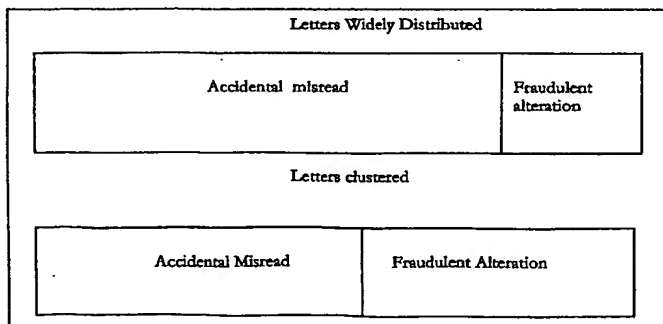 Letters Widely Distributed
Accidental misread
Fraudulent
alteration
Letters clustered
Accidental Misread
Fraudulent Alteration